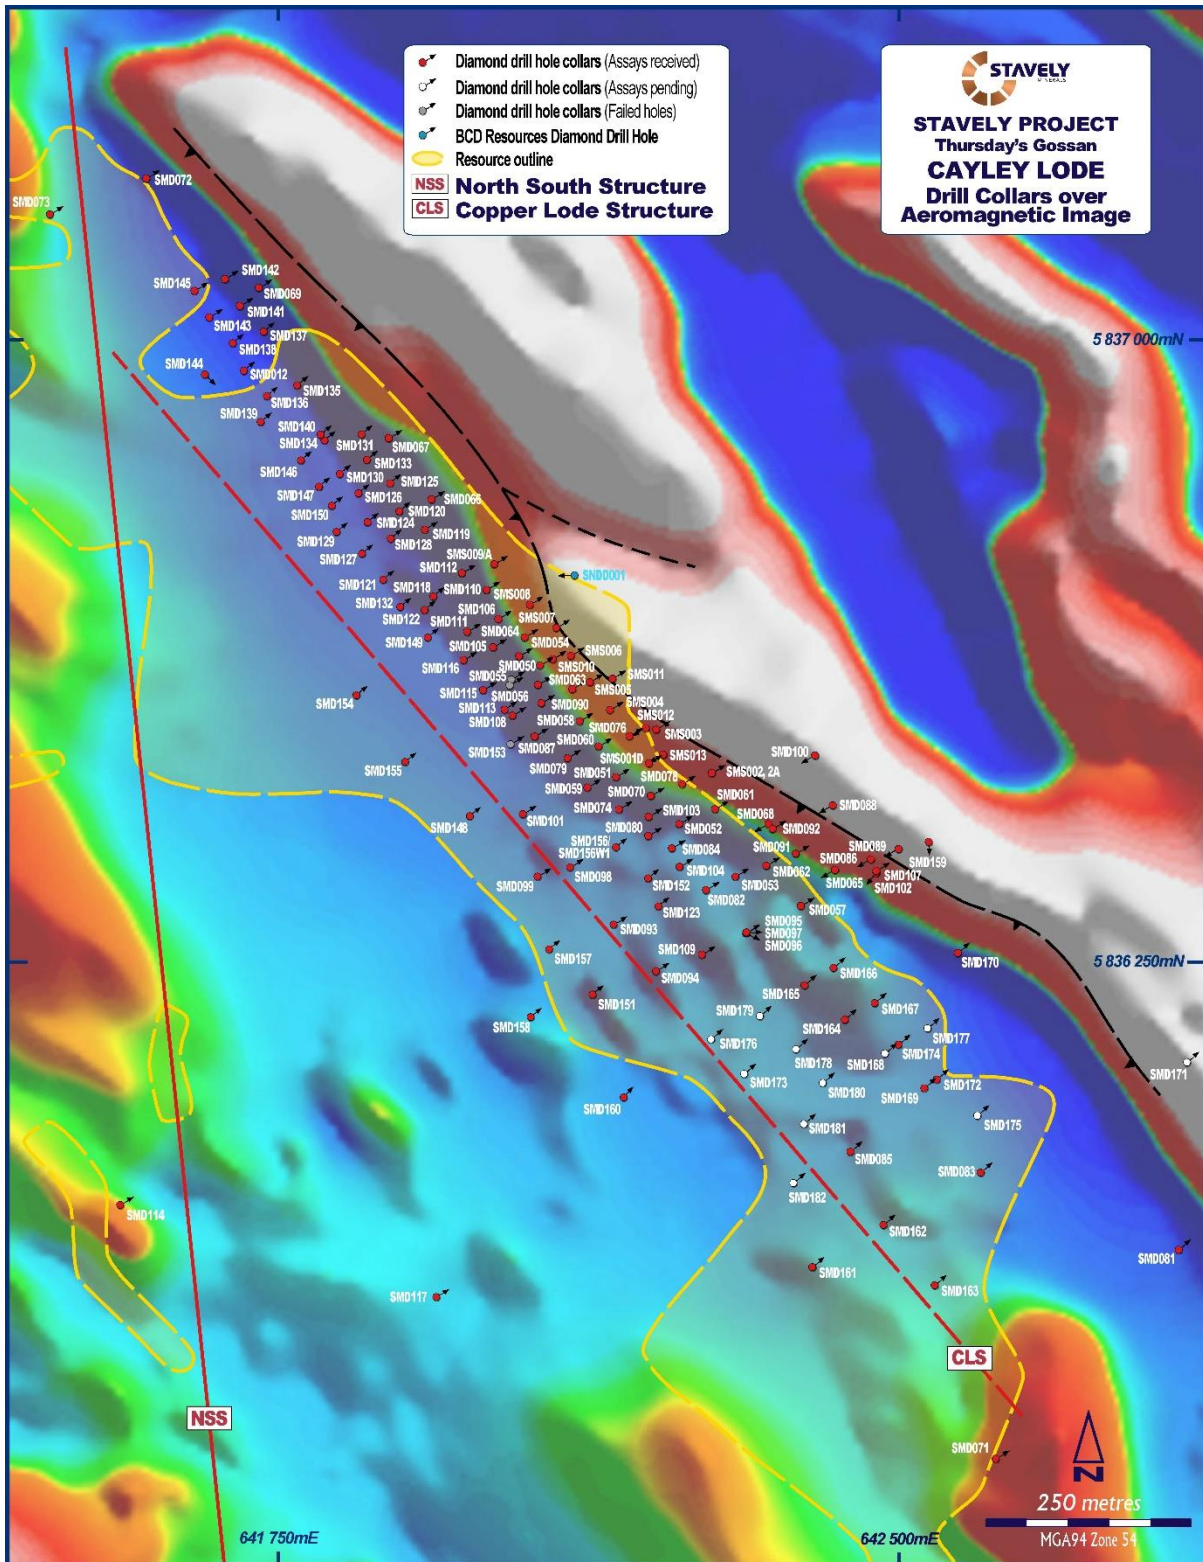 Diamond drill hole collars (Assays received)
Diamond drill hole collars (Assays pending)
Diamond drill hole collars (Failed holes)
BCD Resources Diamond Drill Hole
Resource outline
NSS North South Structure
CLS Copper Lode Structure
STAVELY
MINERALS
STAVELY PROJECT
Thursday's Gossan
CAYLEY LODE
Drill Collars over
Aeromagnetic Image
SMD072
SMD073
SMD142
SMD145
SMD069
SMD141
SMD143
SMD137
SMD138
5 837 000mN
SMD144
SMD012
SMD135
SMD136
SMD139
SMD140
SMD134
SMD131
SMD067
SMD133
SMD146
SMD130
SMD125
SMD147
SMD126
SMD066
SMD150
SMD120
SMD124
SMD119
SMD129
SMD128
SMD127
SMS009/A
SMD112
SNDD001
SMD121
SMD118
SMD110
SMS008
SMD132
SMD106
SMD122
SMD111
SMS007
SMD064
SMD149
SMD054
SMD105
SMS006
SMD116
SMD050
SMS010
SMD055
SMD063
SMS011
SMD115
SMD056
SMS005
SMD154
SMD090
SMS004
SMD113
SMD108
SMD058
SMS012
SMD076
SMS003
SMD153
SMD087
SMD060
SMD100
SMS001D
SMS013
SMD155
SMD079
SMD051
SMD078
SMS002, 2A
SMD059
SMD070
SMD061
SMD088
SMD074
SMD103
SMD068
SMD148
SMD101
SMD080
SMD052
SMD092
SMD156/
SMD156W1
SMD084
SMD091
SMD089
SMD159
SMD086
SMD098
SMD104
SMD062
SMD107
SMD099
SMD152
SMD053
SMD065
SMD102
SMD082
SMD123
SMD057
SMD093
SMD095
SMD097
SMD096
SMD157
SMD109
5 836 250mN
SMD170
SMD166
SMD094
SMD165
SMD151
SMD167
SMD158
SMD179
SMD164
SMD177
SMD176
SMD178
SMD168
SMD174
SMD171
SMD173
SMD180
SMD172
SMD169
SMD160
SMD175
SMD181
SMD085
SMD083
SMD182
SMD114
SMD162
SMD081
SMD161
SMD163
SMD117
CLS
NSS
SMD071
N
250 metres
MGA94 Zone 54
641 750mE
642 500mE